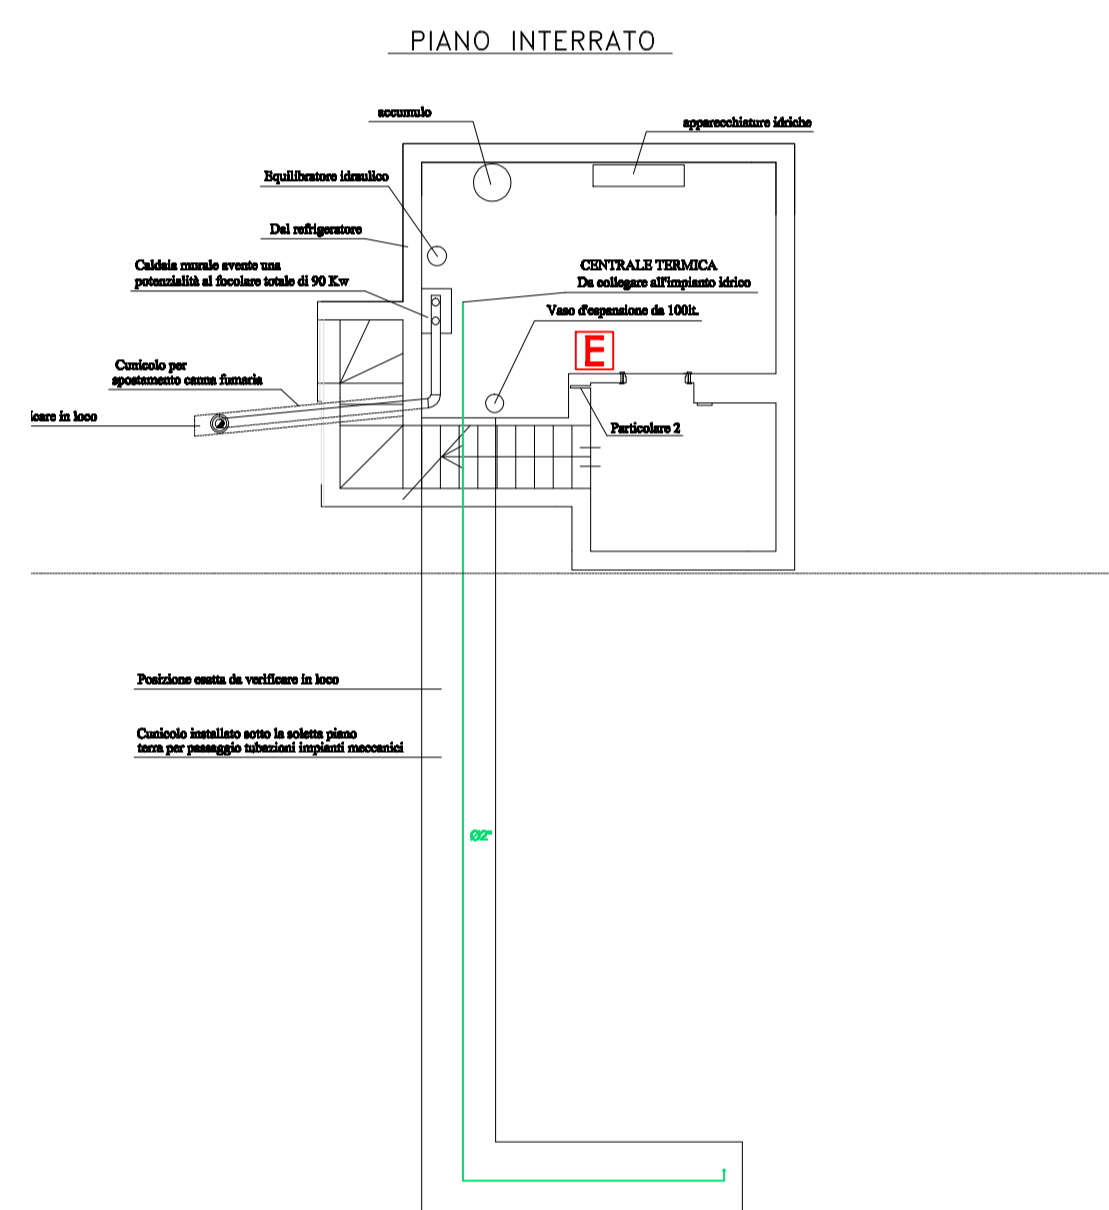 PIANO INTERRATO
accumulo
apparecchiature idriche
Equilibratore idraulico
Dal refrigeratore
Caldaia murale avente una
potenzialità al focolare totale di 90 Kw
CENTRALE TERMICA
Da collegare all'impianto idrico
Vaso d'espansione da 100lt.
E
Cunicolo per
spostamento canna fumaria
icare in loco
Particolare 2
Posizione esatta da verificare in loco
Cunicolo installato sotto la soletta piano
terra per passaggio tubazioni impianti meccanici
Ø2"